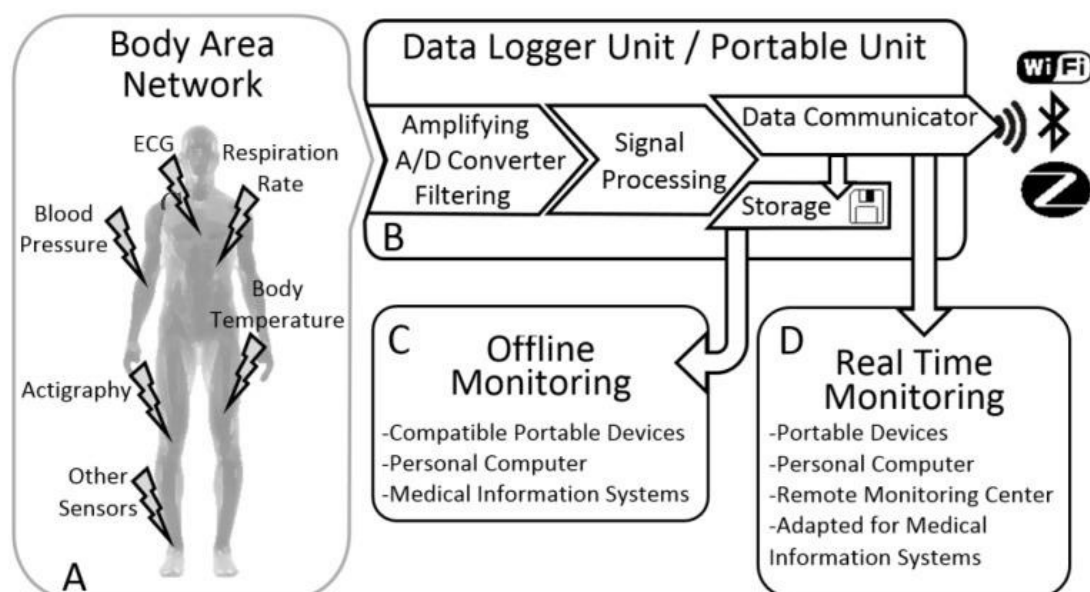 Body Area
Network
ECG
Respiration
Rate
Blood
Pressure
Body
Temperature
Actigraphy
Other
Sensors
A
Data Logger Unit / Portable Unit
Amplifying
A/D Converter
Filtering
Signal
Processing
Data Communicator
Storage
B
Wi Fi
C
Offline
Monitoring
-Compatible Portable Devices
-Personal Computer
-Medical Information Systems
D
Real Time
Monitoring
-Portable Devices
-Personal Computer
-Remote Monitoring Center
-Adapted for Medical
Information Systems